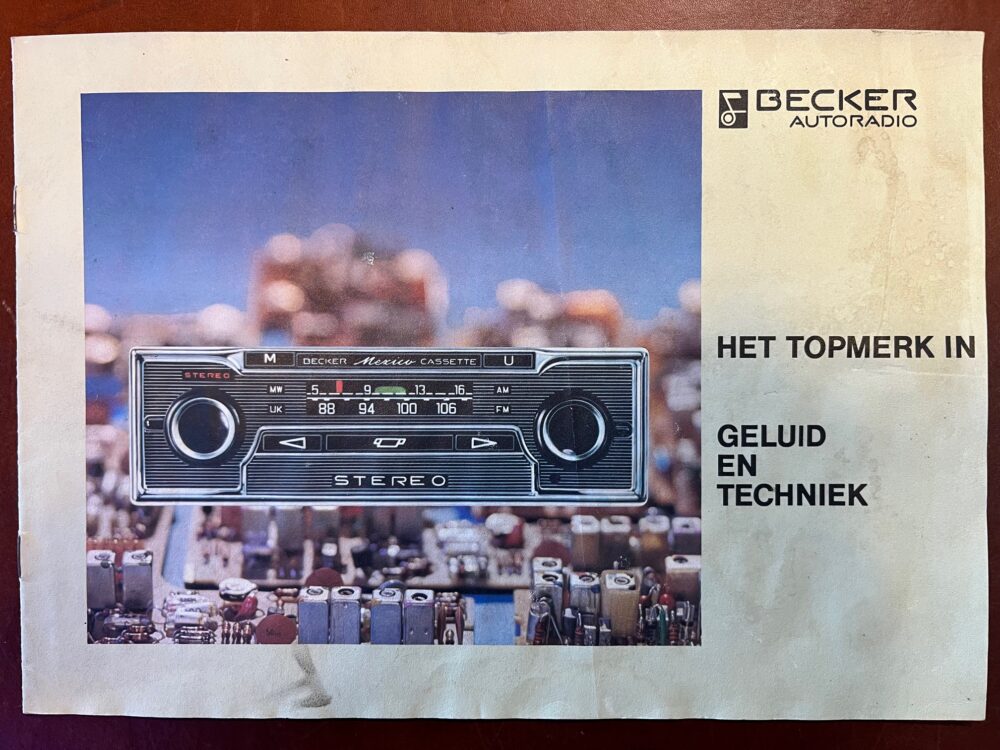 BECKER
AUTORADIO
M BECKER Mexico CASSETTE U
STEREO
MW 5 9 13 16 AM
UK 88 94 100 106 FM
STEREO
HET TOPMERK IN
GELUID
EN
TECHNIEK